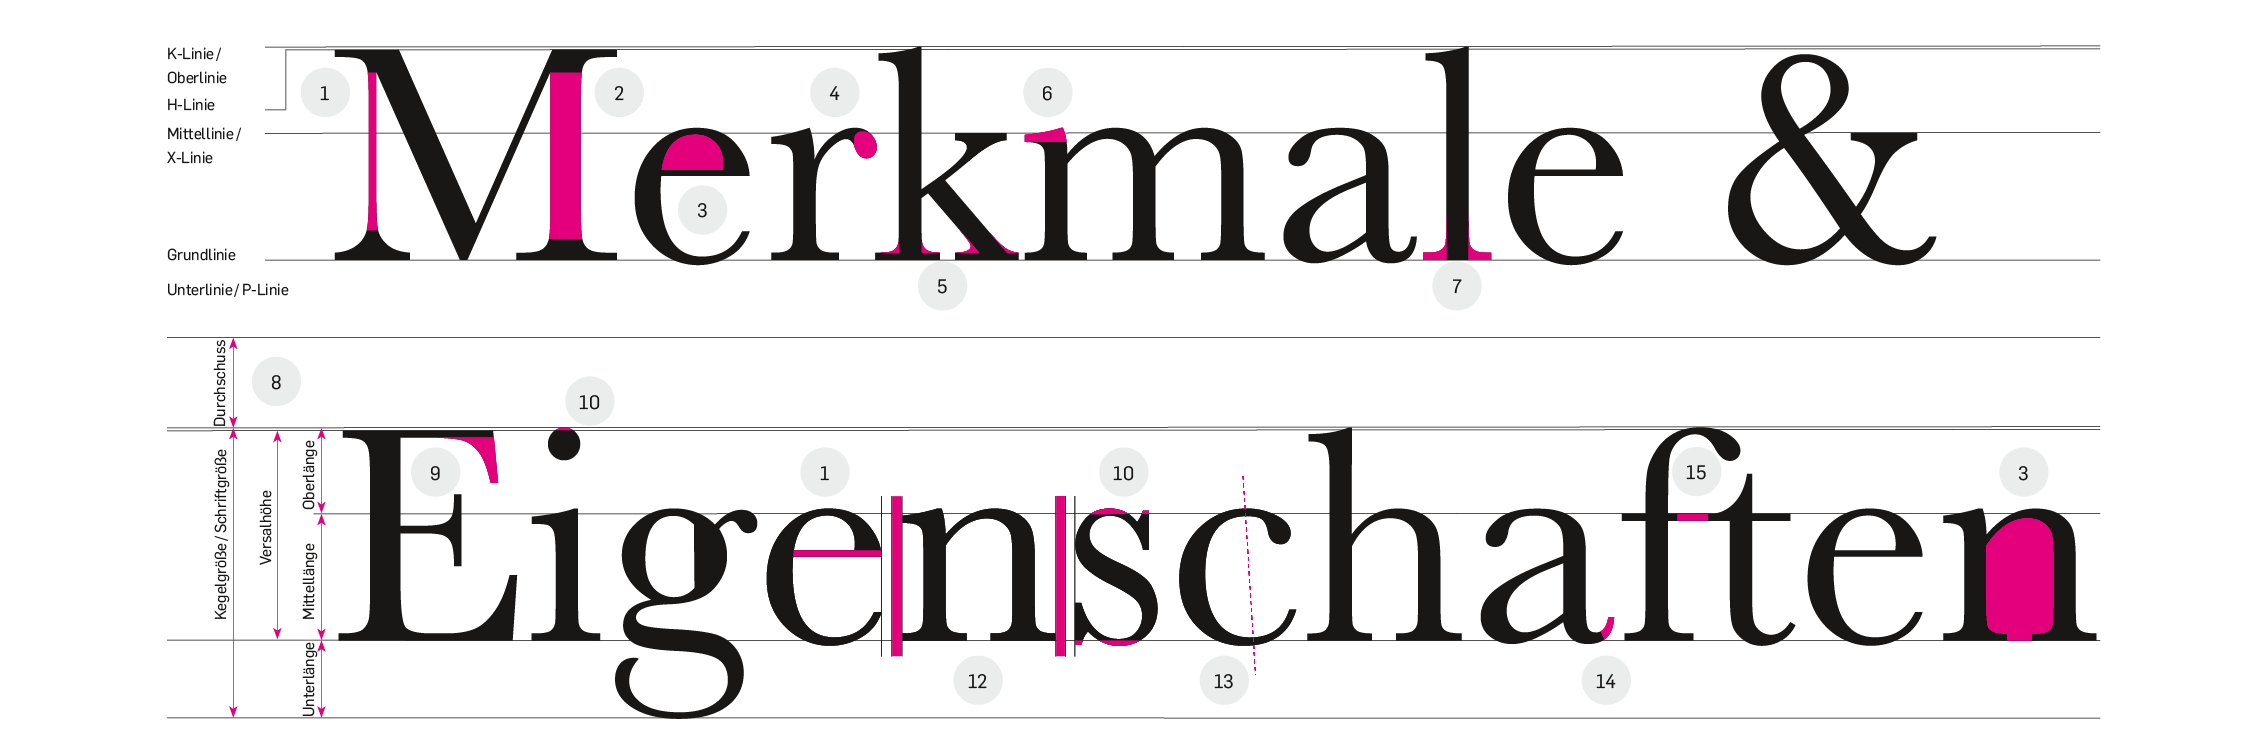 K-Linie/
Oberlinie
H-Linie
Mittellinie/
X-Linie
Grundlinie
Unterlinie/P-Linie
1
2
4
6
3
Merkmale &
5
7
Durchschuss
8
10
Kegelgröße/Schriftgröße
Versalhöhe
Oberlänge
Mittellänge
Unterlänge
9
1
10
15
3
Eigenschaften
12
13
14